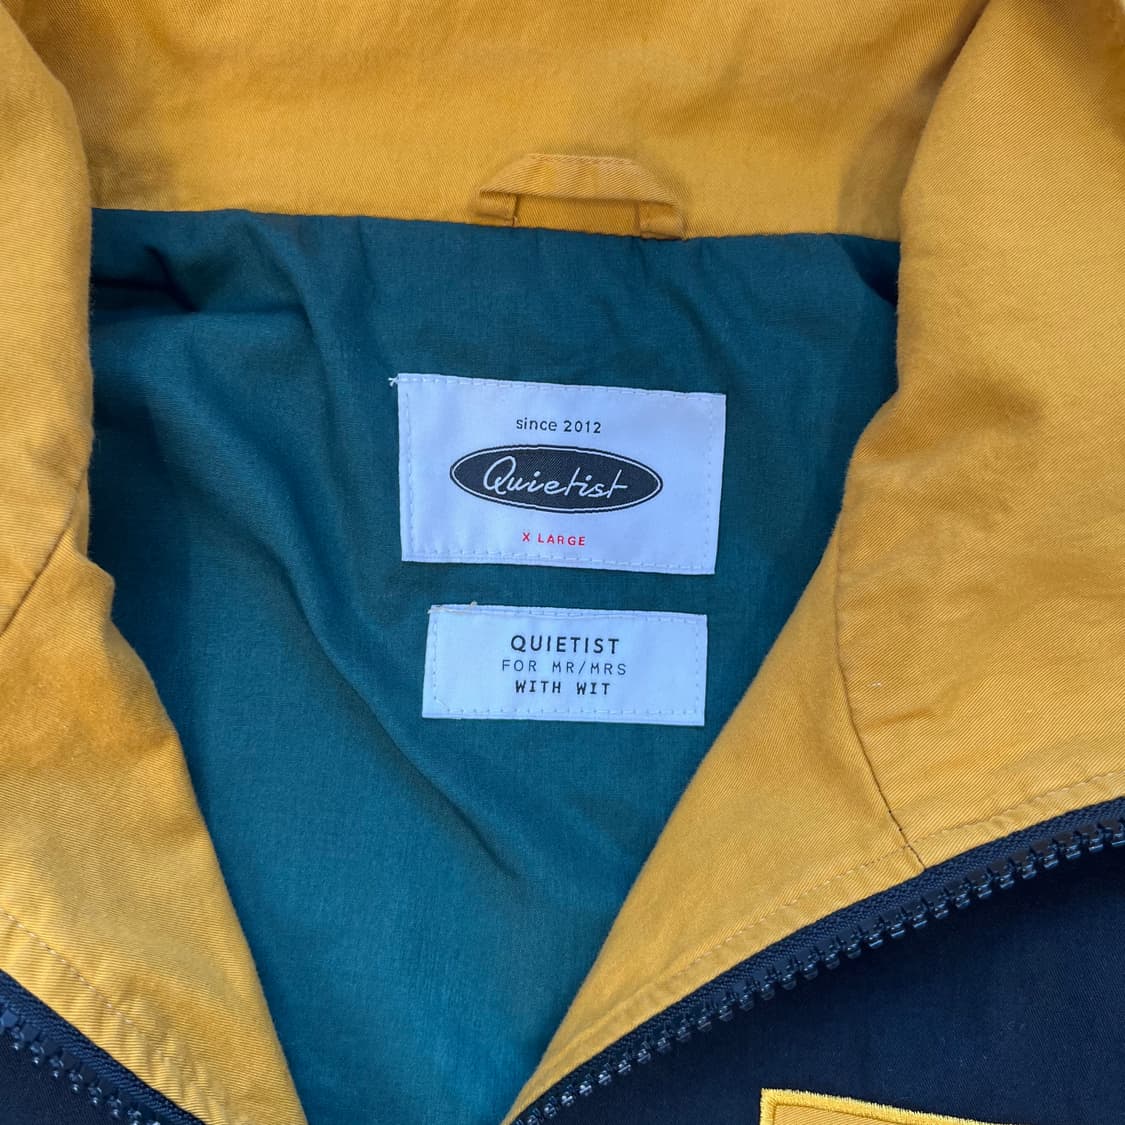 since 2012
Quietist
X LARGE
QUIETIST
FOR MR/MRS
WITH WIT